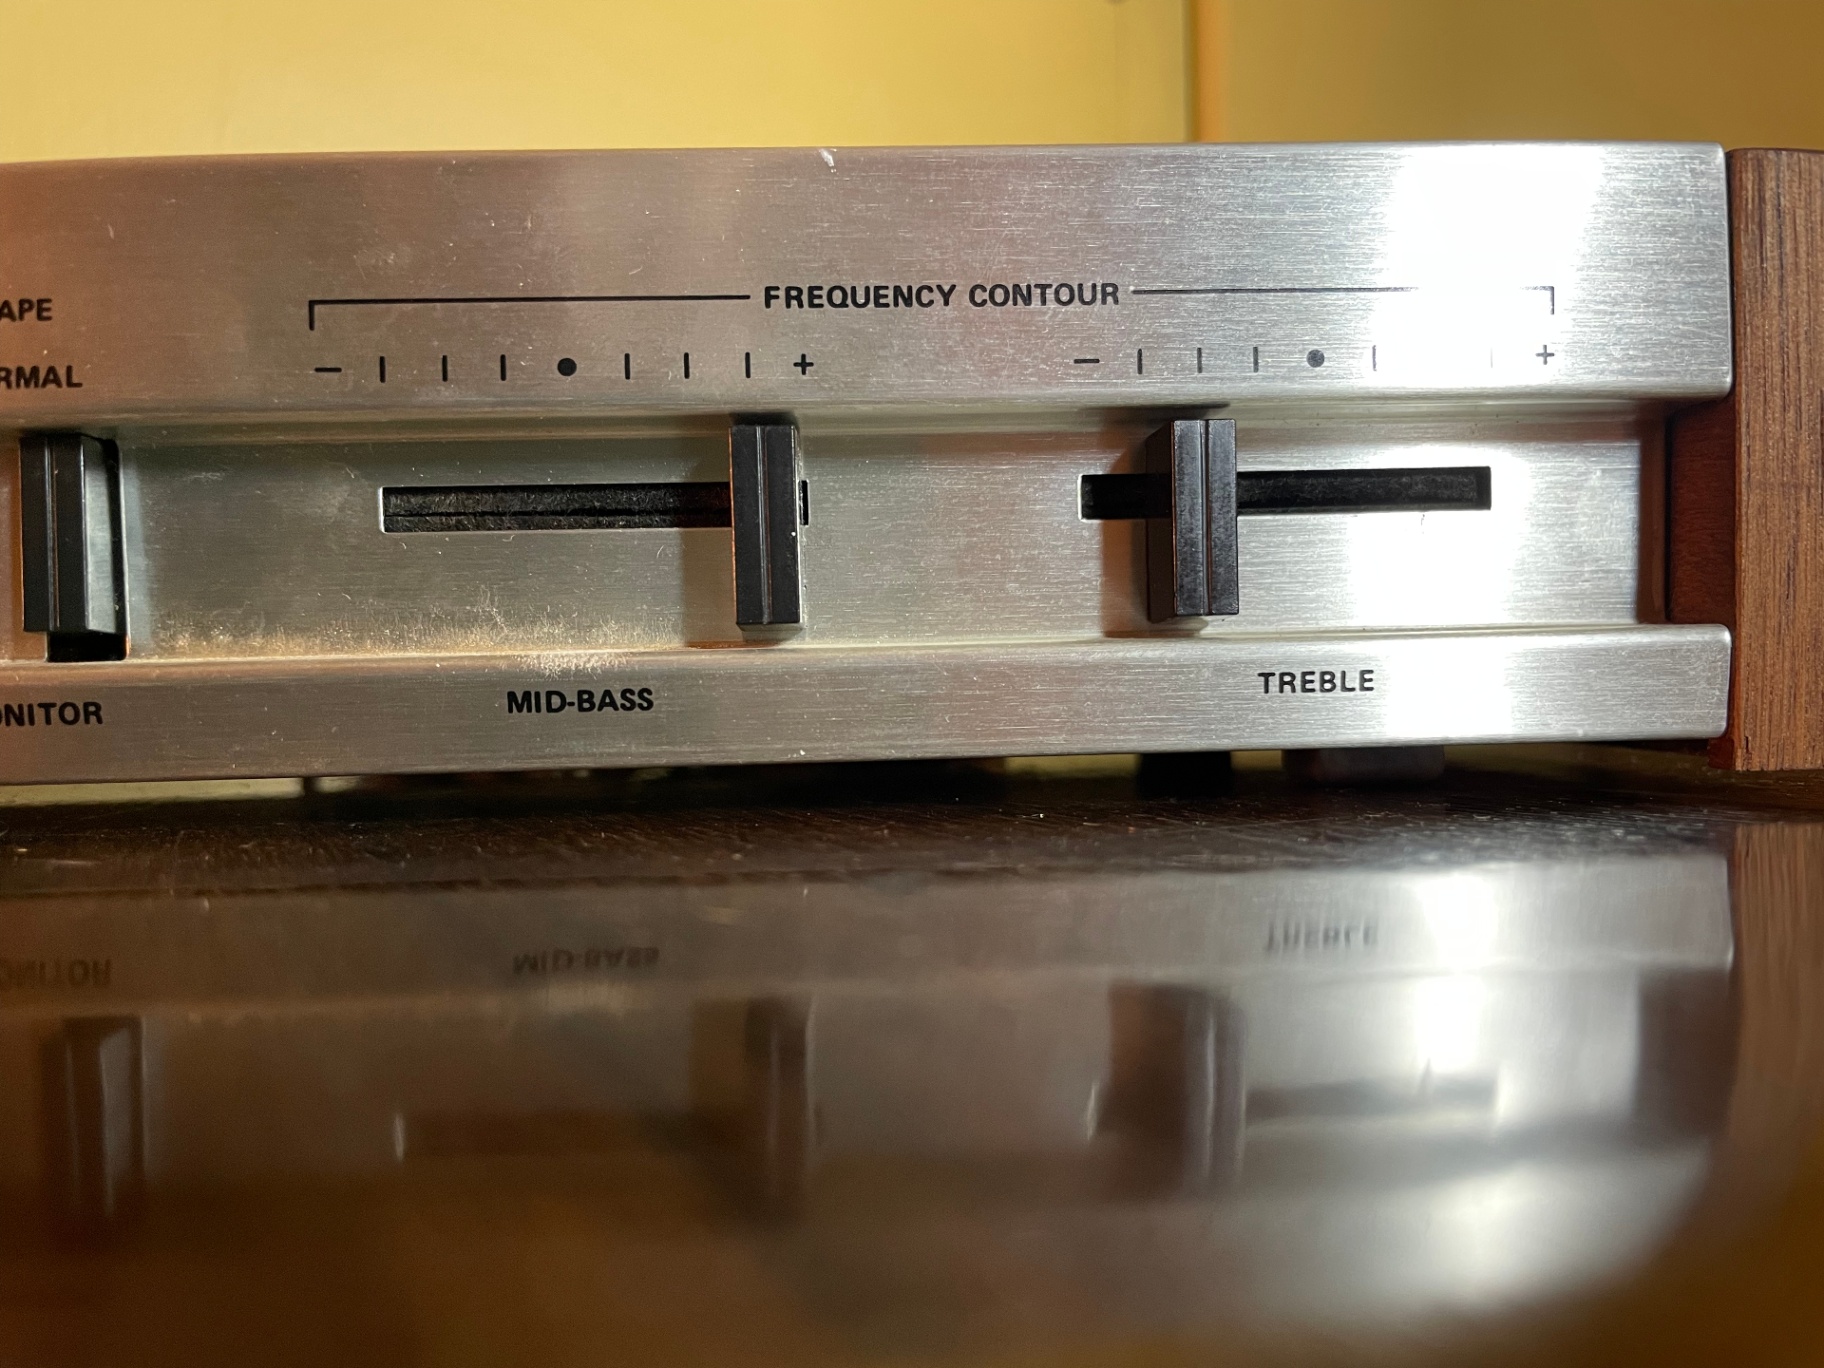 APE
FREQUENCY CONTOUR
RMAL
− | | | • | | | +
− | | | • | | | +
ONITOR
MID-BASS
TREBLE